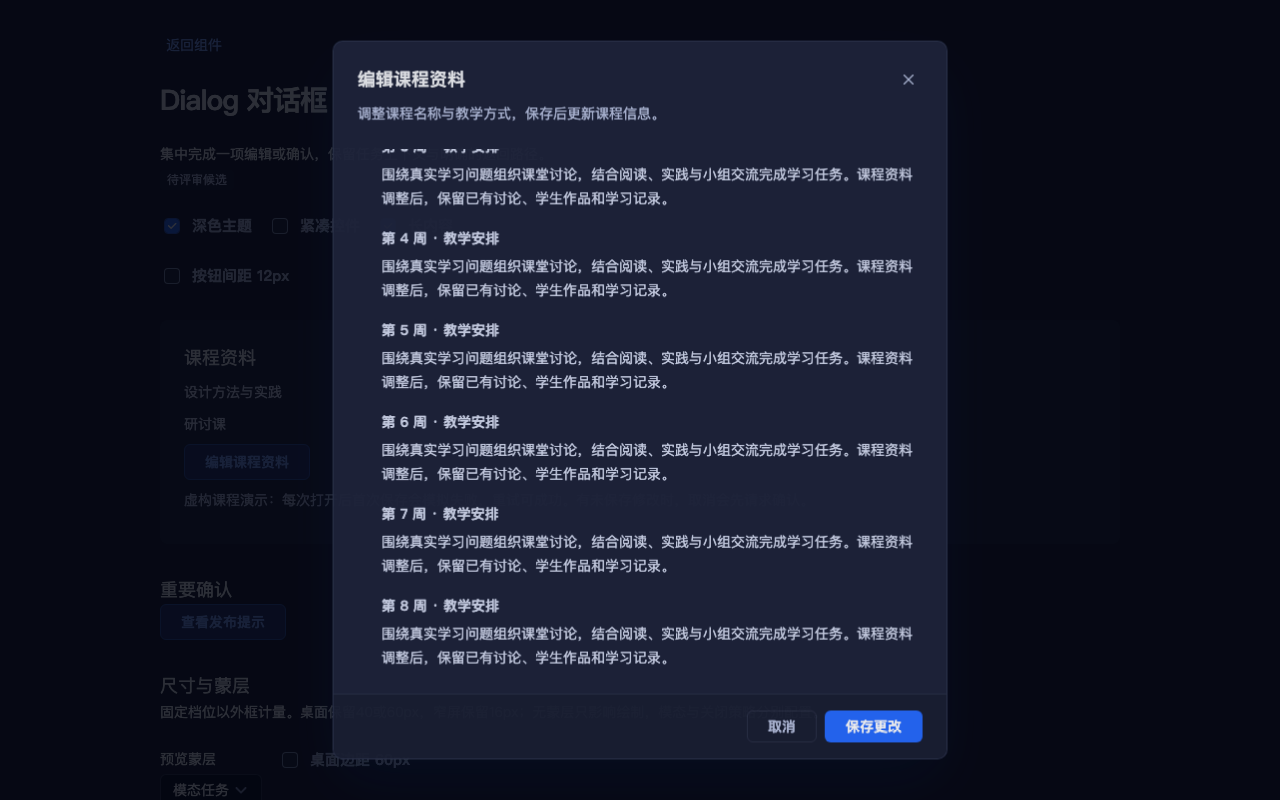 返回组件
Dialog 对话框
集中完成一项编辑或确认,
待评审候选
深色主题
紧凑
按钮间距 12px
课程资料
设计方法与实践
研讨课
编辑课程资料
虚构课程演示:每次打开
重要确认
查看发布提示
尺寸与蒙层
固定档位以外框计量。桌面
预览蒙层
桌面边距 60px
模态任务
编辑课程资料
调整课程名称与教学方式,保存后更新课程信息。
围绕真实学习问题组织课堂讨论,结合阅读、实践与小组交流完成学习任务。课程资料
调整后,保留已有讨论、学生作品和学习记录。
第 4 周 · 教学安排
围绕真实学习问题组织课堂讨论,结合阅读、实践与小组交流完成学习任务。课程资料
调整后,保留已有讨论、学生作品和学习记录。
第 5 周 · 教学安排
围绕真实学习问题组织课堂讨论,结合阅读、实践与小组交流完成学习任务。课程资料
调整后,保留已有讨论、学生作品和学习记录。
第 6 周 · 教学安排
围绕真实学习问题组织课堂讨论,结合阅读、实践与小组交流完成学习任务。课程资料
调整后,保留已有讨论、学生作品和学习记录。
第 7 周 · 教学安排
围绕真实学习问题组织课堂讨论,结合阅读、实践与小组交流完成学习任务。课程资料
调整后,保留已有讨论、学生作品和学习记录。
第 8 周 · 教学安排
围绕真实学习问题组织课堂讨论,结合阅读、实践与小组交流完成学习任务。课程资料
调整后,保留已有讨论、学生作品和学习记录。
取消
保存更改